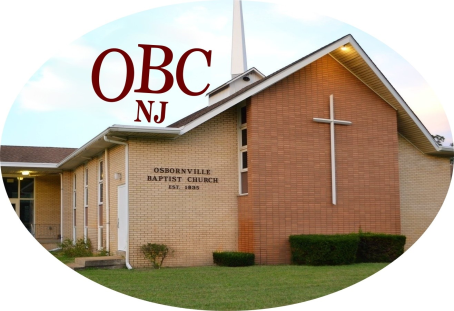 OBC
NJ
OSBORNVILLE
BAPTIST CHURCH
EST. 1835